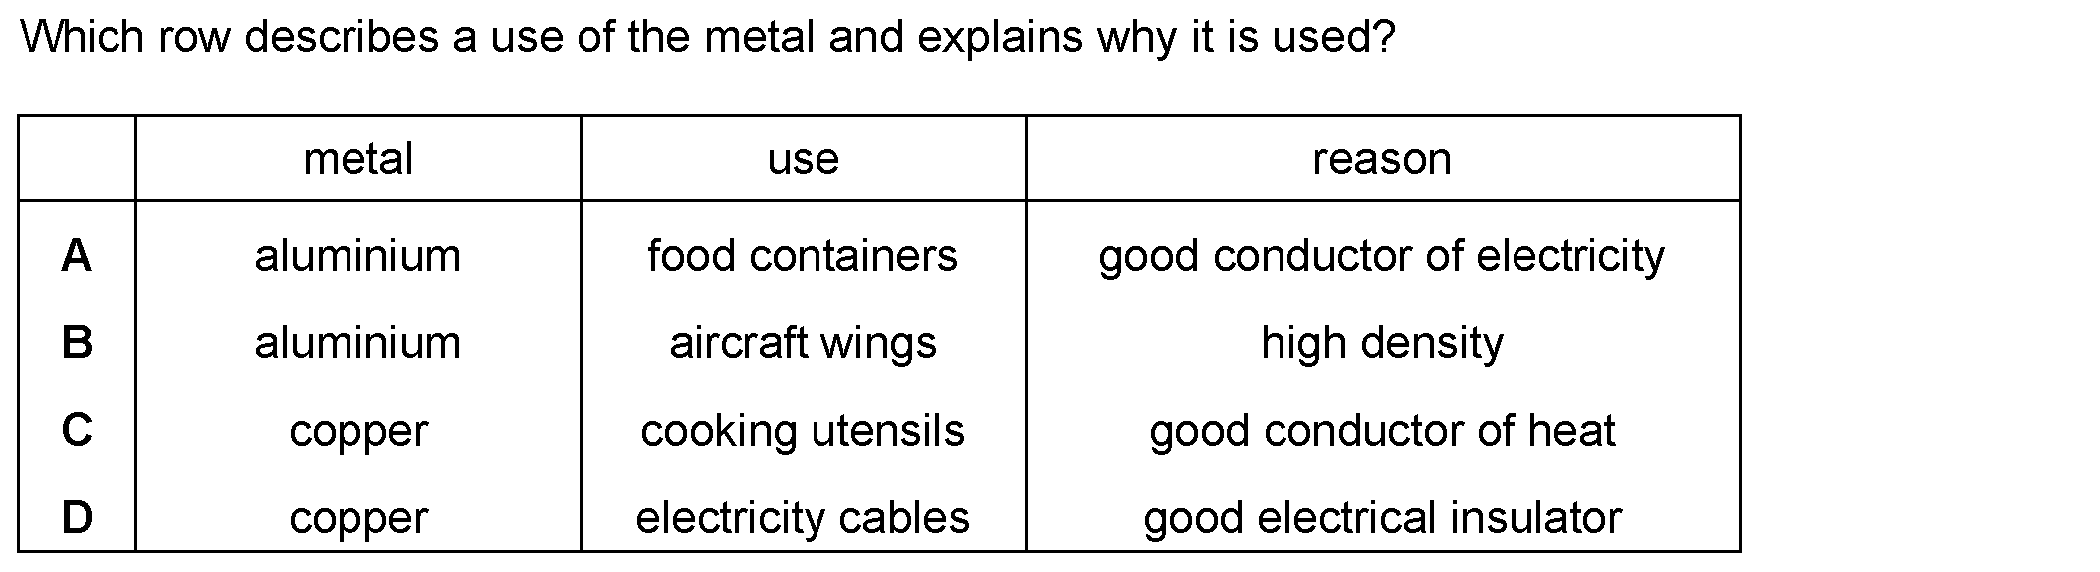 Which row describes a use of the metal and explains why it is used?
metal use reason
A aluminium food containers good conductor of electricity
B aluminium aircraft wings high density
C copper cooking utensils good conductor of heat
D copper electricity cables good electrical insulator